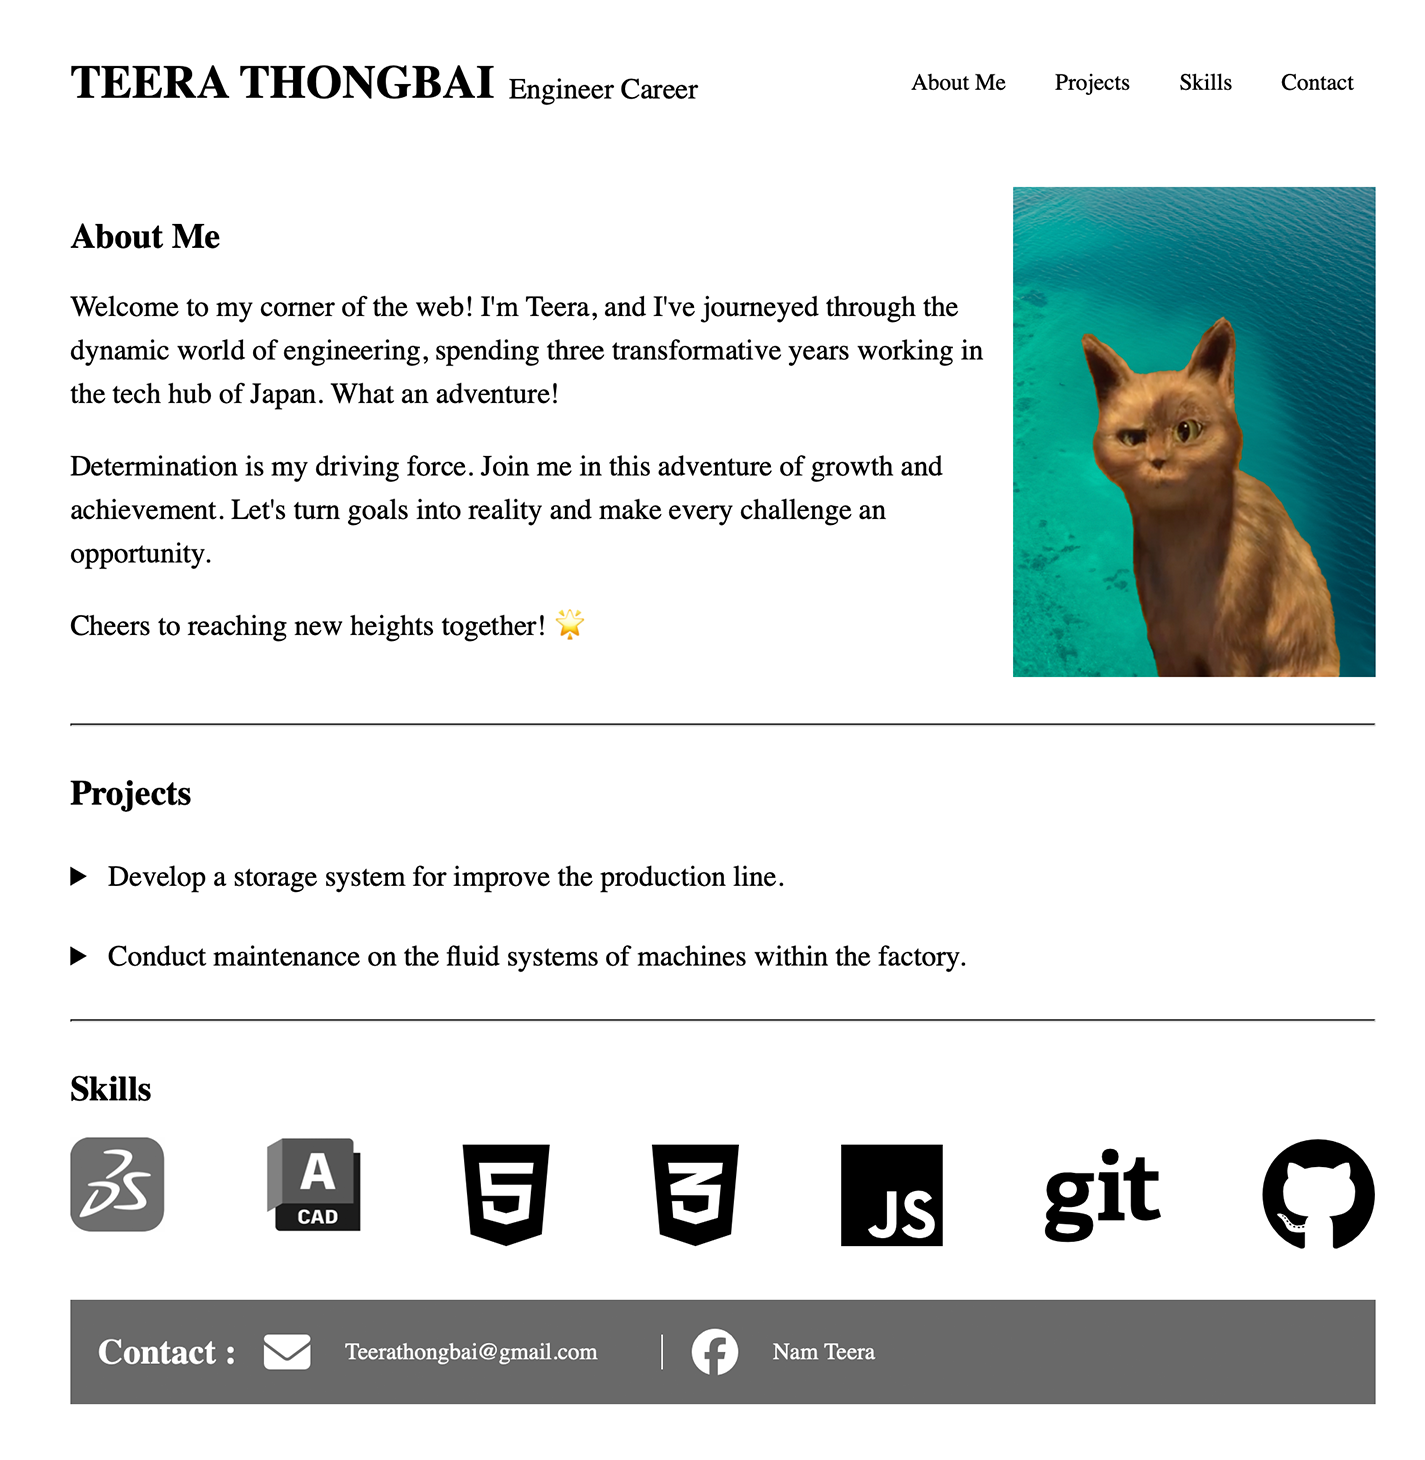 TEERA THONGBAI Engineer Career
About Me Projects Skills Contact
About Me
Welcome to my corner of the web! I'm Teera, and I've journeyed through the
dynamic world of engineering, spending three transformative years working in
the tech hub of Japan. What an adventure!
Determination is my driving force. Join me in this adventure of growth and
achievement. Let's turn goals into reality and make every challenge an
opportunity.
Cheers to reaching new heights together! 🌟
Projects
Develop a storage system for improve the production line.
Conduct maintenance on the fluid systems of machines within the factory.
Skills
3DS
A
CAD
5
3
JS
git
Contact :
Teerathongbai@gmail.com
Nam Teera